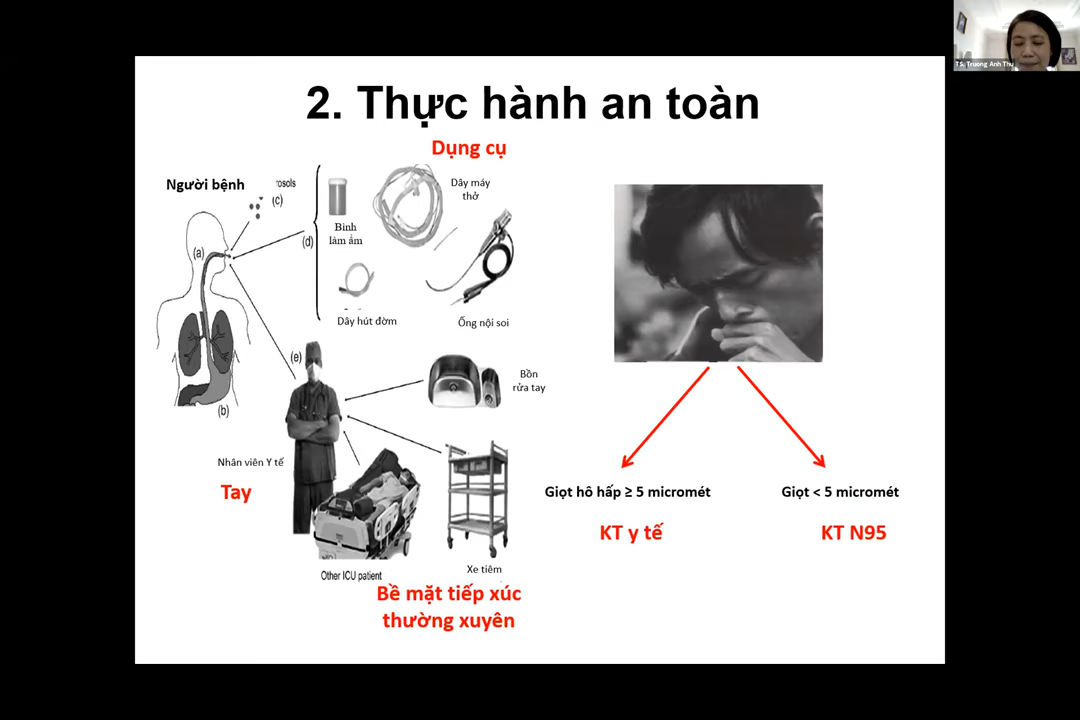 TS. Trương Anh Thư
2. Thực hành an toàn
Dụng cụ
Người bệnh
rosols
(c)
Dây máy
thở
Bình
làm ẩm
(d)
(a)
Dây hút đờm
Ống nội soi
(e)
(b)
Bồn
rửa tay
Nhân viên Y tế
Tay
Xe tiêm
Other ICU patient
Bề mặt tiếp xúc
thường xuyên
Giọt hô hấp ≥ 5 micromét
Giọt < 5 micromét
KT y tế
KT N95